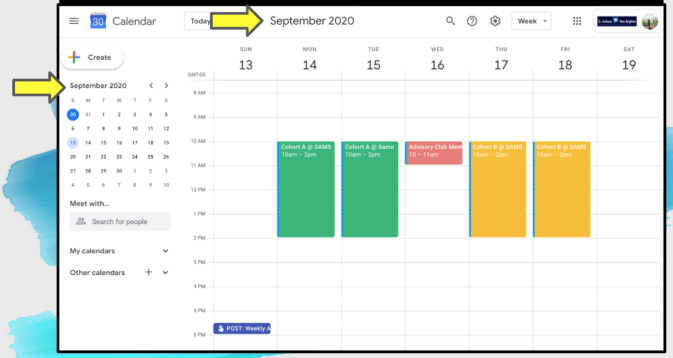 30 Calendar
Today
September 2020
Week
Create
September 2020
S M T W T F S
30 31 1 2 3 4 5
6 7 8 9 10 11 12
13 14 15 16 17 18 19
20 21 22 23 24 25 26
27 28 29 30 1 2 3
4 5 6 7 8 9 10
Meet with...
Search for people
My calendars
Other calendars
SUN MON TUE WED THU FRI SAT
13 14 15 16 17 18 19
GMT-05
8 AM
9 AM
10 AM
11 AM
12 PM
1 PM
2 PM
3 PM
4 PM
5 PM
6 PM
Cohort A @ SAMS
10am – 2pm
Cohort A @ Sams
10am – 2pm
Advisory Club Meet
10 – 11am
Cohort B @ SAMS
10am – 2pm
Cohort B @ SAMS
10am – 2pm
POST: Weekly A